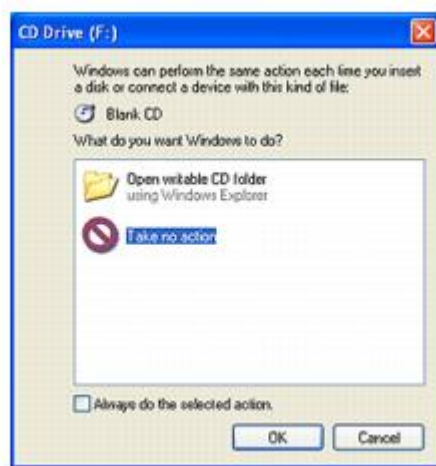 CD Drive (F:)
Windows can perform the same action each time you insert
a disk or connect a device with this kind of file:
Blank CD
What do you want Windows to do?
Open writable CD folder
using Windows Explorer
Take no action
Always do the selected action.
OK
Cancel